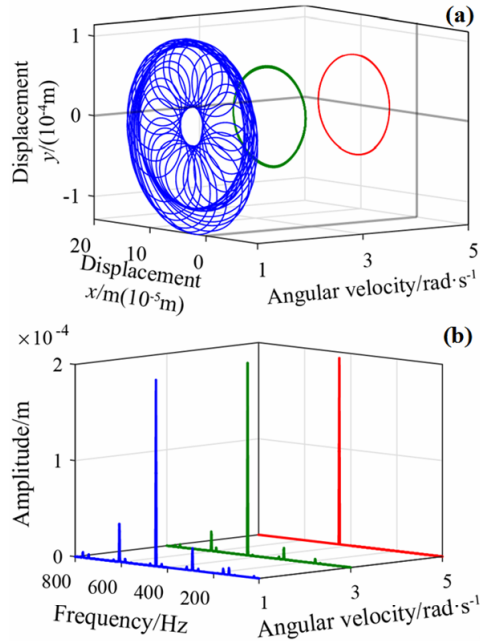 (a)
1
0
-1
Displacement
y/(10⁻⁴m)
20
10
0
1
3
5
Displacement
x/m(10⁻⁵m)
Angular velocity/rad·s⁻¹
(b)
×10⁻⁴
2
1
0
Amplitude/m
800
600
400
200
1
3
5
Frequency/Hz
Angular velocity/rad·s⁻¹